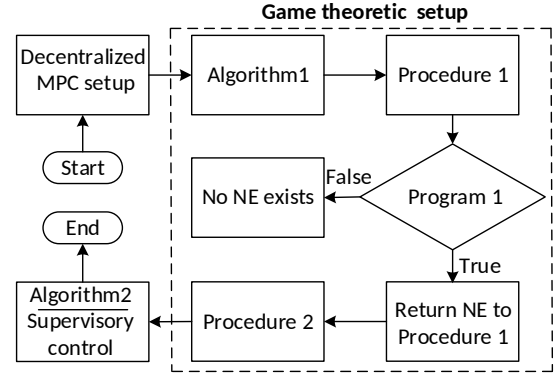 Game theoretic setup
Decentralized
MPC setup
Algorithm1
Procedure 1
Start
No NE exists
False
Program 1
End
True
Algorithm2
Supervisory
control
Procedure 2
Return NE to
Procedure 1